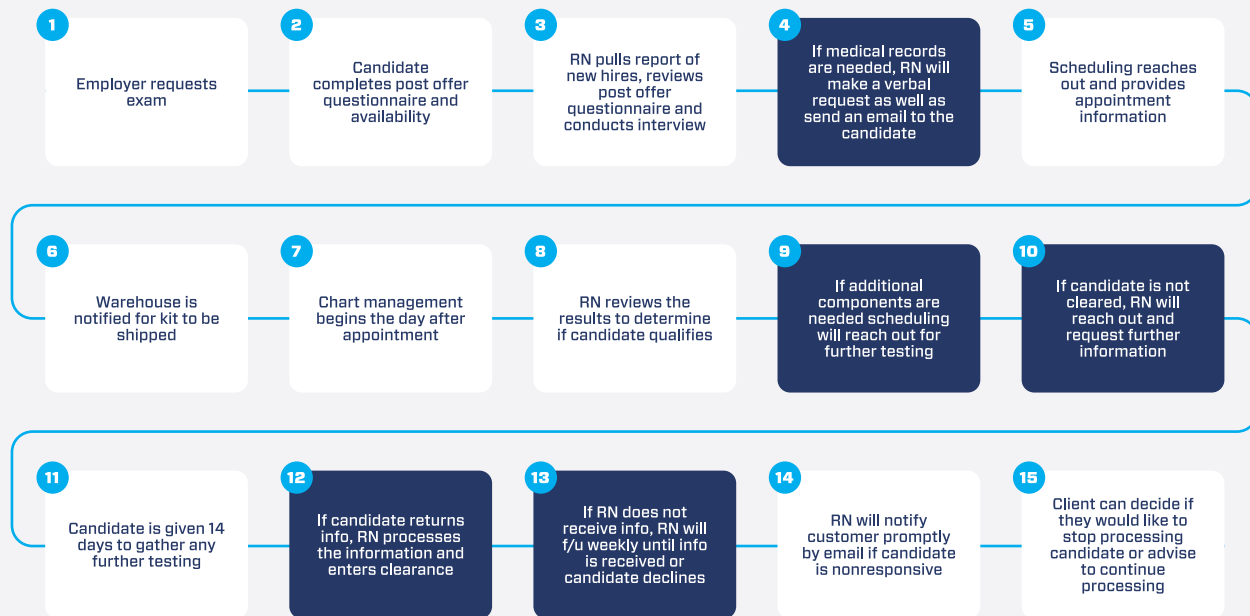 1
Employer requests
exam
2
Candidate
completes post offer
questionnaire and
availability
3
RN pulls report of
new hires, reviews
post offer
questionnaire and
conducts interview
4
If medical records
are needed, RN will
make a verbal
request as well as
send an email to the
candidate
5
Scheduling reaches
out and provides
appointment
information
6
Warehouse is
notified for kit to be
shipped
7
Chart management
begins the day after
appointment
8
RN reviews the
results to determine
if candidate qualifies
9
If additional
components are
needed scheduling
will reach out for
further testing
10
If candidate is not
cleared, RN will
reach out and
request further
information
11
Candidate is given 14
days to gather any
further testing
12
If candidate returns
info, RN processes
the information and
enters clearance
13
If RN does not
receive info, RN will
f/u weekly until info
is received or
candidate declines
14
RN will notify
customer promptly
by email if candidate
is nonresponsive
15
Client can decide if
they would like to
stop processing
candidate or advise
to continue
processing